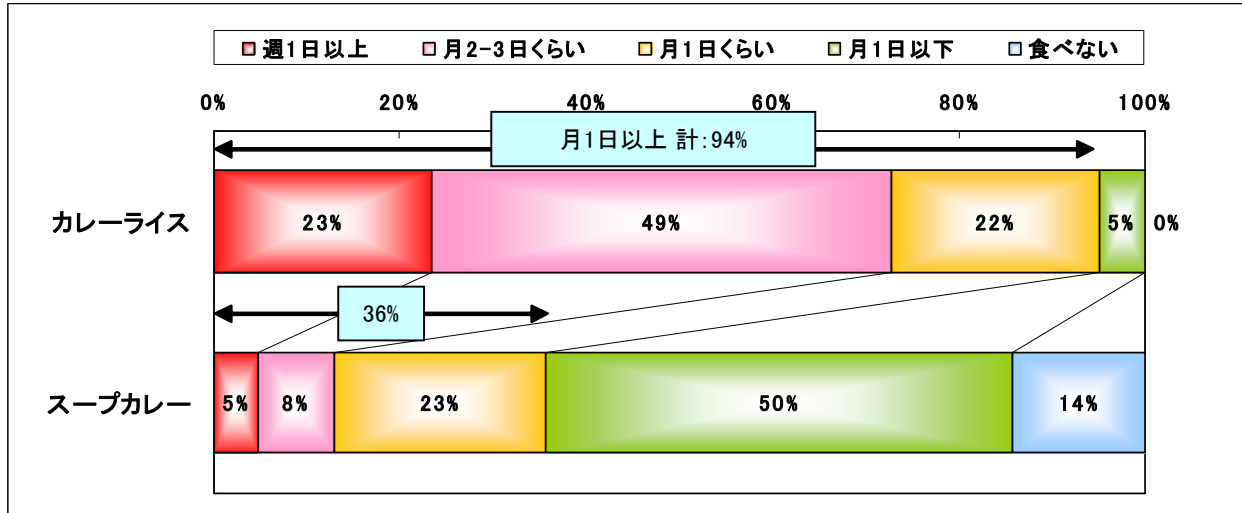 週1日以上 月2-3日くらい 月1日くらい 月1日以下 食べない
0% 20% 40% 60% 80% 100%
月1日以上 計:94%
カレーライス 23% 49% 22% 5% 0%
36%
スープカレー 5% 8% 23% 50% 14%